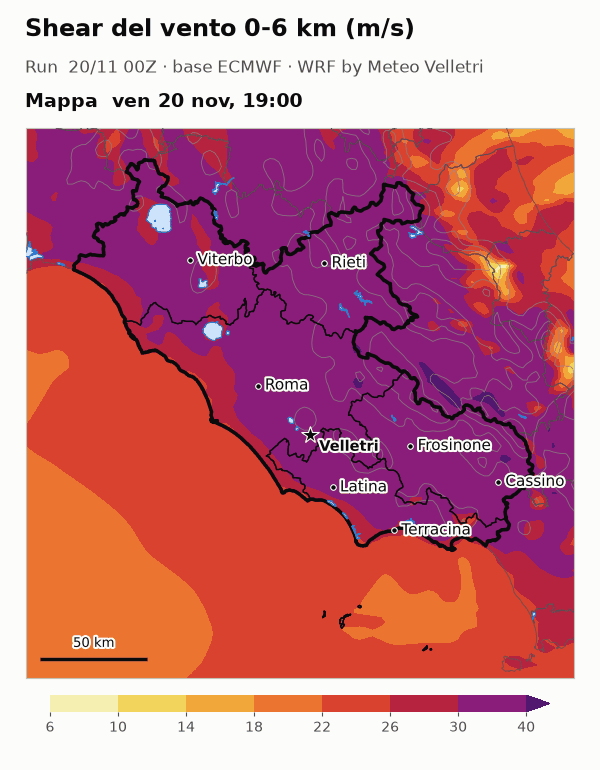 Shear del vento 0-6 km (m/s)
Run 20/11 00Z · base ECMWF · WRF by Meteo Velletri
Mappa ven 20 nov, 19:00
Viterbo
Rieti
Roma
Velletri
Frosinone
Cassino
Latina
Terracina
50 km
6 10 14 18 22 26 30 40